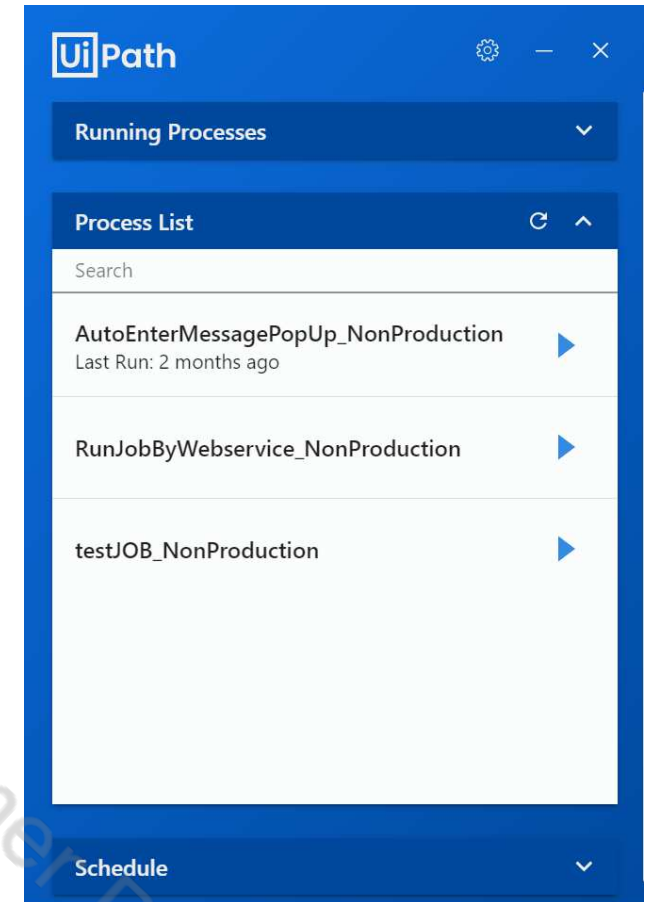 UiPath
Running Processes
Process List
Search
AutoEnterMessagePopUp_NonProduction
Last Run: 2 months ago
RunJobByWebservice_NonProduction
testJOB_NonProduction
Schedule